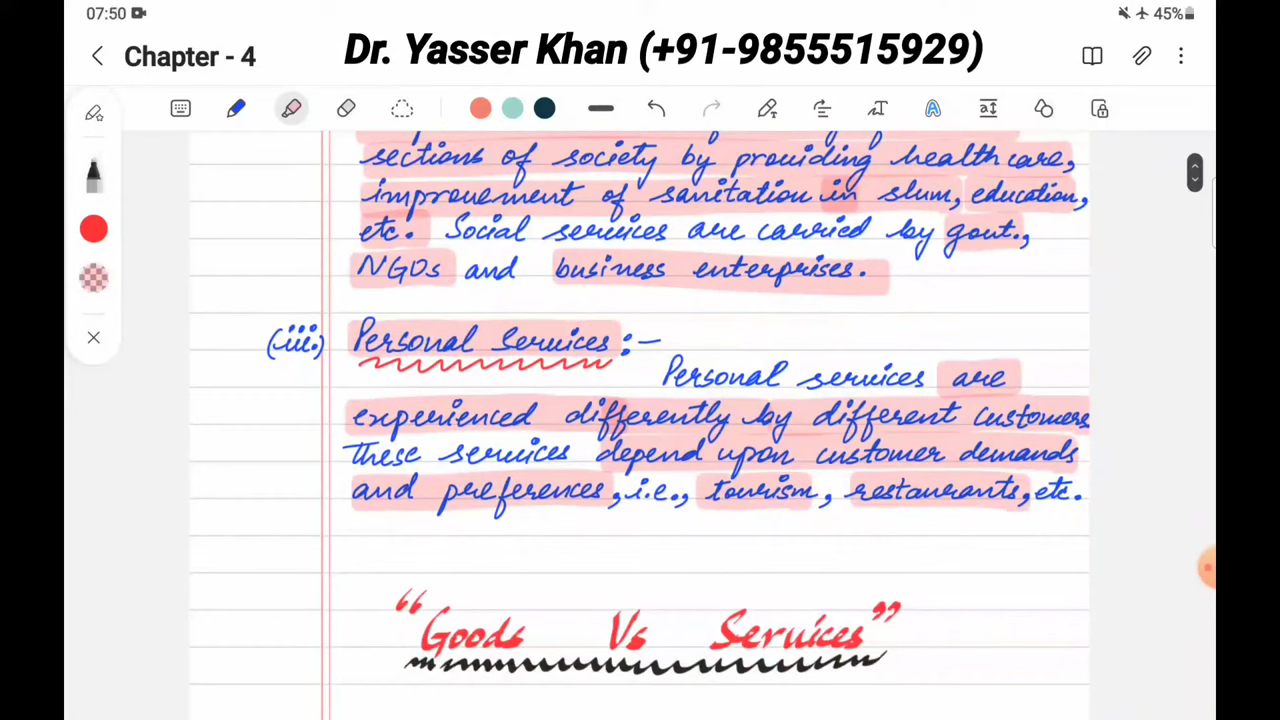 07:50
45%
Chapter - 4
Dr. Yasser Khan (+91-9855515929)
sections of society by providing health care,
improvement of sanitation in slum, education,
etc. Social services are carried by govt.,
NGOs and business enterprises.
(iii.) Personal Services :-
Personal services are
experienced differently by different customers
These services depend upon customer demands
and preferences, i.e., tourism, restaurants, etc.
"Goods Vs Services"